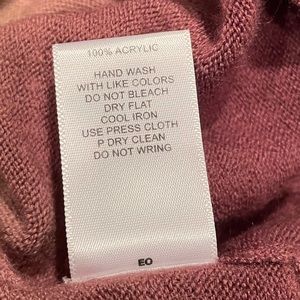 100% ACRYLIC
HAND WASH
WITH LIKE COLORS
DO NOT BLEACH
DRY FLAT
COOL IRON
USE PRESS CLOTH
P DRY CLEAN
DO NOT WRING
EO